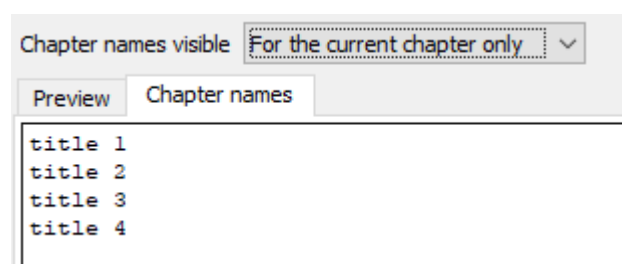 Chapter names visible For the current chapter only
Preview Chapter names
title 1
title 2
title 3
title 4